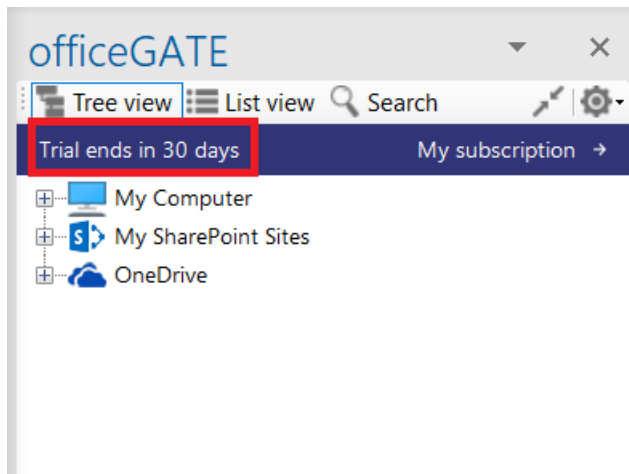 officeGATE
Tree view List view Search
Trial ends in 30 days My subscription →
My Computer
My SharePoint Sites
OneDrive